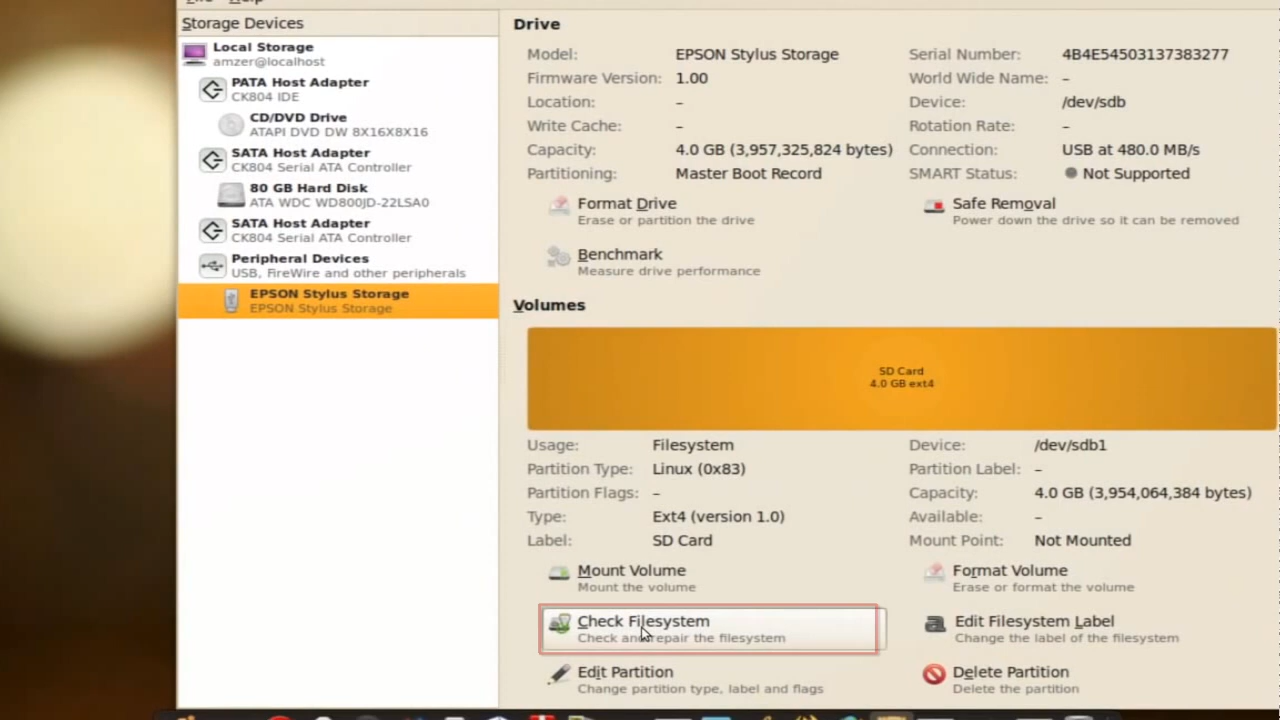 File Help
Storage Devices
Local Storage
amzer@localhost
PATA Host Adapter
CK804 IDE
CD/DVD Drive
ATAPI DVD DW 8X16X8X16
SATA Host Adapter
CK804 Serial ATA Controller
80 GB Hard Disk
ATA WDC WD800JD-22LSA0
SATA Host Adapter
CK804 Serial ATA Controller
Peripheral Devices
USB, FireWire and other peripherals
EPSON Stylus Storage
EPSON Stylus Storage
Drive
Model: EPSON Stylus Storage Serial Number: 4B4E54503137383277
Firmware Version: 1.00 World Wide Name: –
Location: – Device: /dev/sdb
Write Cache: – Rotation Rate: –
Capacity: 4.0 GB (3,957,325,824 bytes) Connection: USB at 480.0 MB/s
Partitioning: Master Boot Record SMART Status: Not Supported
Format Drive Safe Removal
Erase or partition the drive Power down the drive so it can be removed
Benchmark
Measure drive performance
Volumes
SD Card
4.0 GB ext4
Usage: Filesystem Device: /dev/sdb1
Partition Type: Linux (0x83) Partition Label: –
Partition Flags: – Capacity: 4.0 GB (3,954,064,384 bytes)
Type: Ext4 (version 1.0) Available: –
Label: SD Card Mount Point: Not Mounted
Mount Volume Format Volume
Mount the volume Erase or format the volume
Check Filesystem Edit Filesystem Label
Check and repair the filesystem Change the label of the filesystem
Edit Partition Delete Partition
Change partition type, label and flags Delete the partition